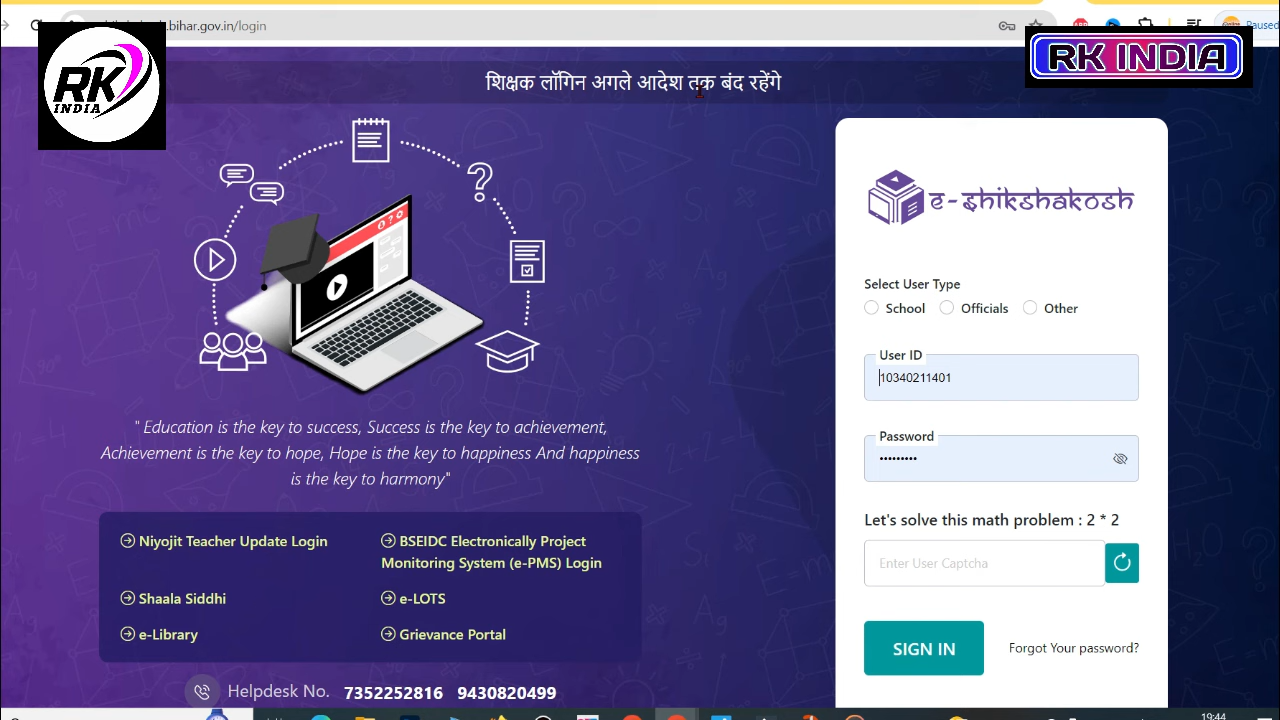 .bihar.gov.in/login
Paused
RK
INDIA
RK INDIA
शिक्षक लॉगिन अगले आदेश तक बंद रहेंगे
e-shikshakosh
Select User Type
School
Officials
Other
User ID
10340211401
Password
•••••••••
Let's solve this math problem : 2 * 2
Enter User Captcha
SIGN IN
Forgot Your password?
" Education is the key to success, Success is the key to achievement,
Achievement is the key to hope, Hope is the key to happiness And happiness
is the key to harmony"
Niyojit Teacher Update Login
BSEIDC Electronically Project
Monitoring System (e-PMS) Login
Shaala Siddhi
e-LOTS
e-Library
Grievance Portal
Helpdesk No. 7352252816 9430820499
19:44